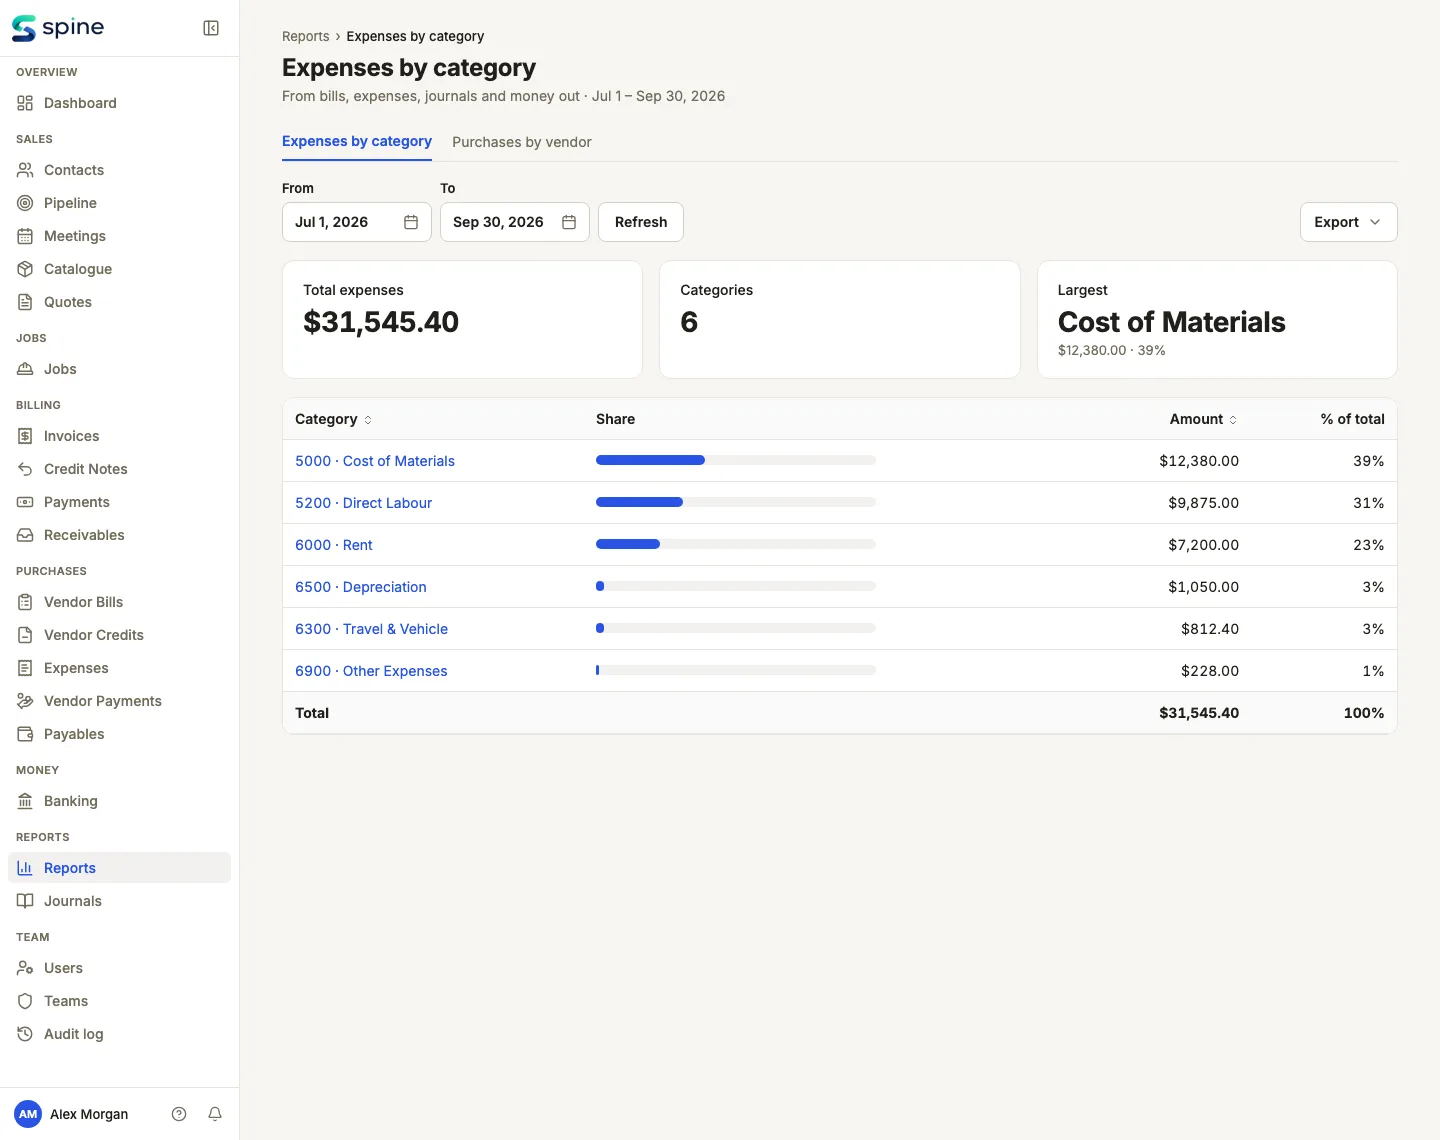 spine
OVERVIEW
Dashboard
SALES
Contacts
Pipeline
Meetings
Catalogue
Quotes
JOBS
Jobs
BILLING
Invoices
Credit Notes
Payments
Receivables
PURCHASES
Vendor Bills
Vendor Credits
Expenses
Vendor Payments
Payables
MONEY
Banking
REPORTS
Reports
Journals
TEAM
Users
Teams
Audit log
AM Alex Morgan
Reports › Expenses by category
Expenses by category
From bills, expenses, journals and money out · Jul 1 – Sep 30, 2026
Expenses by category Purchases by vendor
From To
Jul 1, 2026 Sep 30, 2026 Refresh Export
Total expenses
$31,545.40
Categories
6
Largest
Cost of Materials
$12,380.00 · 39%
Category Share Amount % of total
5000 · Cost of Materials $12,380.00 39%
5200 · Direct Labour $9,875.00 31%
6000 · Rent $7,200.00 23%
6500 · Depreciation $1,050.00 3%
6300 · Travel & Vehicle $812.40 3%
6900 · Other Expenses $228.00 1%
Total $31,545.40 100%